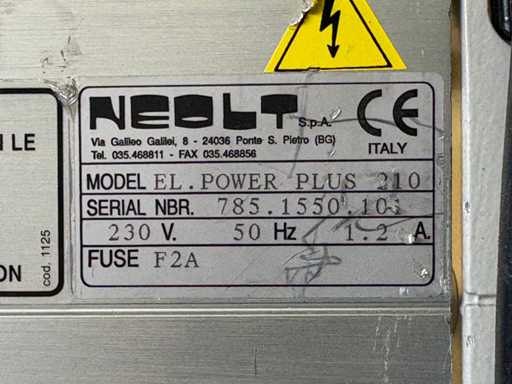 NEOLT S.p.A.
CE
ITALY
Via Galileo Galilei, 8 - 24036 Ponte S. Pietro (BG)
Tel. 035.468811 - FAX 035.468856
MODEL EL.POWER PLUS 210
SERIAL NBR. 785.1550.101
230 V. 50 Hz 1.2 A.
FUSE F2A
LE
ON
cod. 1125